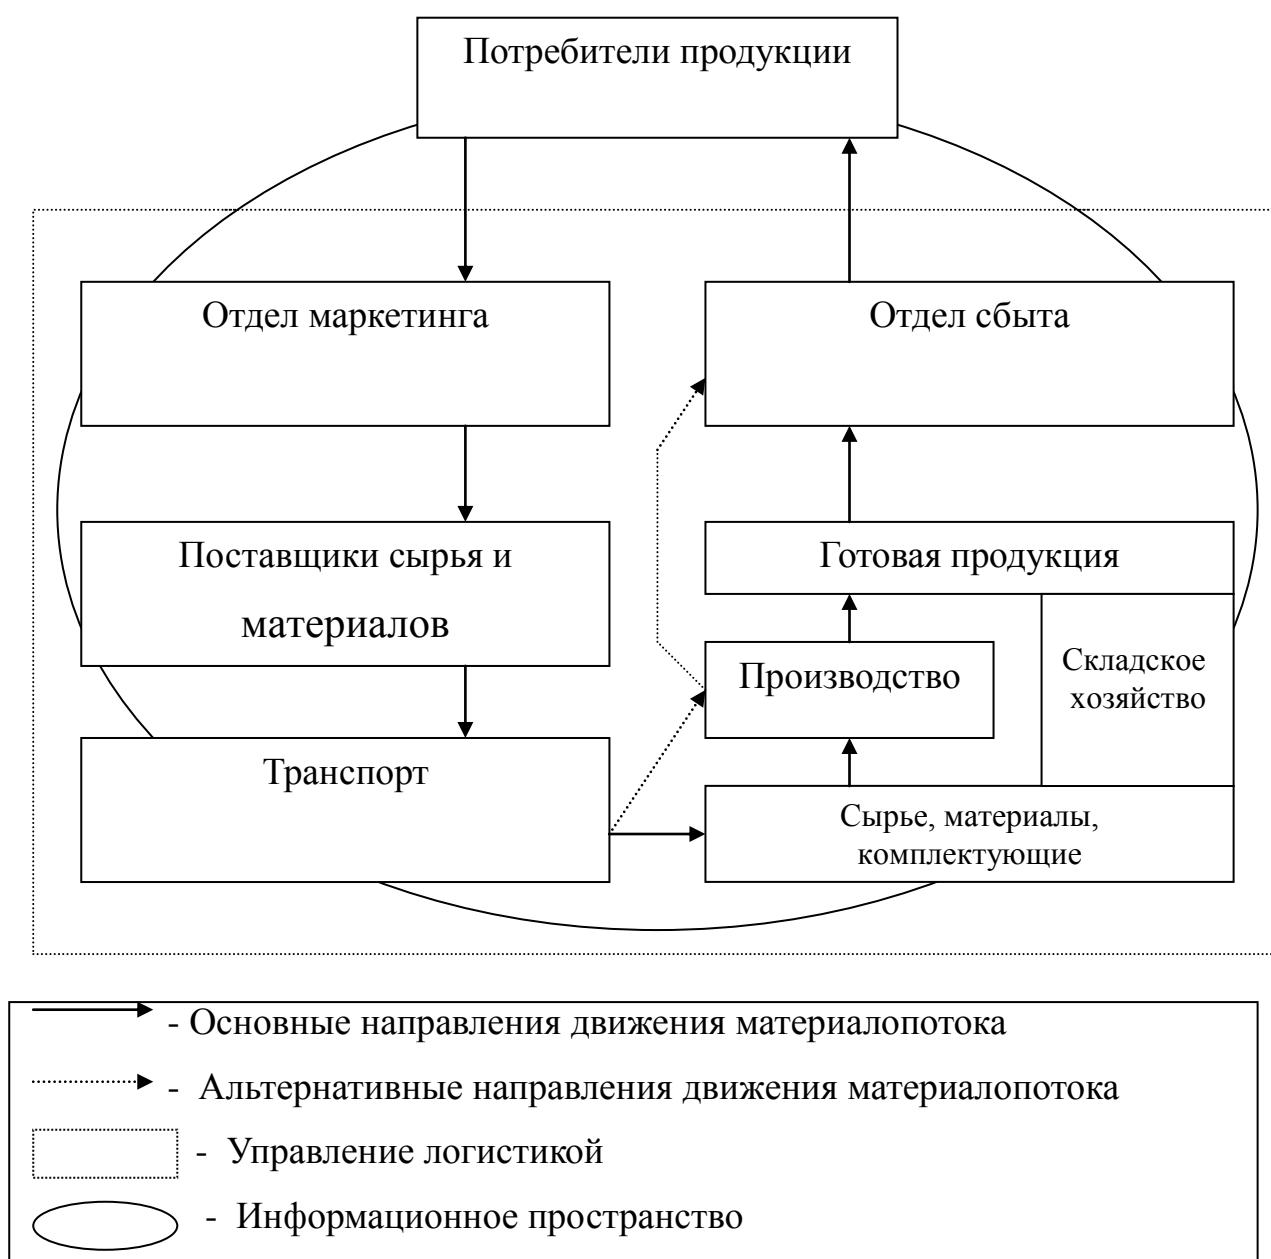 Потребители продукции
Отдел маркетинга
Отдел сбыта
Поставщики сырья и
материалов
Готовая продукция
Производство
Складское
хозяйство
Транспорт
Сырье, материалы,
комплектующие
- Основные направления движения материалопотока
- Альтернативные направления движения материалопотока
- Управление логистикой
- Информационное пространство